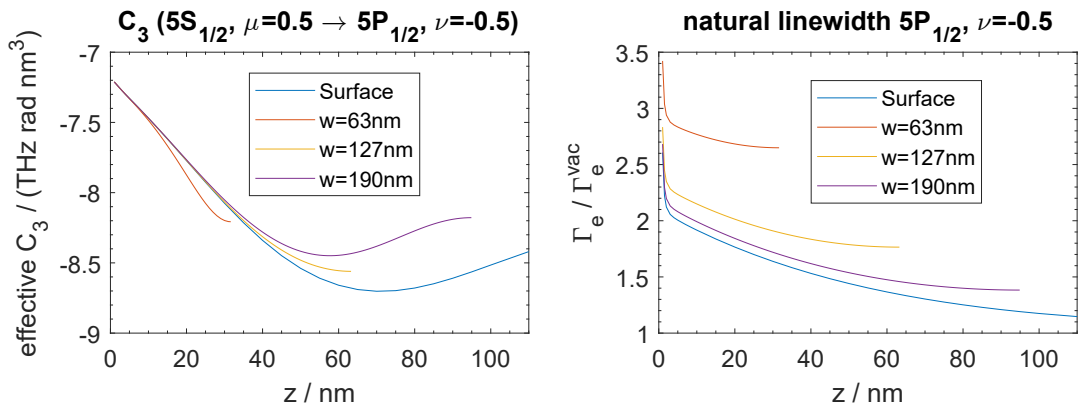 C3 (5S1/2, μ=0.5 → 5P1/2, ν=-0.5)
effective C3 / (THz rad nm³)
-7
-7.5
-8
-8.5
-9
Surface
w=63nm
w=127nm
w=190nm
0 20 40 60 80 100
z / nm
natural linewidth 5P1/2, ν=-0.5
Γe / Γe^vac
3.5
3
2.5
2
1.5
1
Surface
w=63nm
w=127nm
w=190nm
0 20 40 60 80 100
z / nm